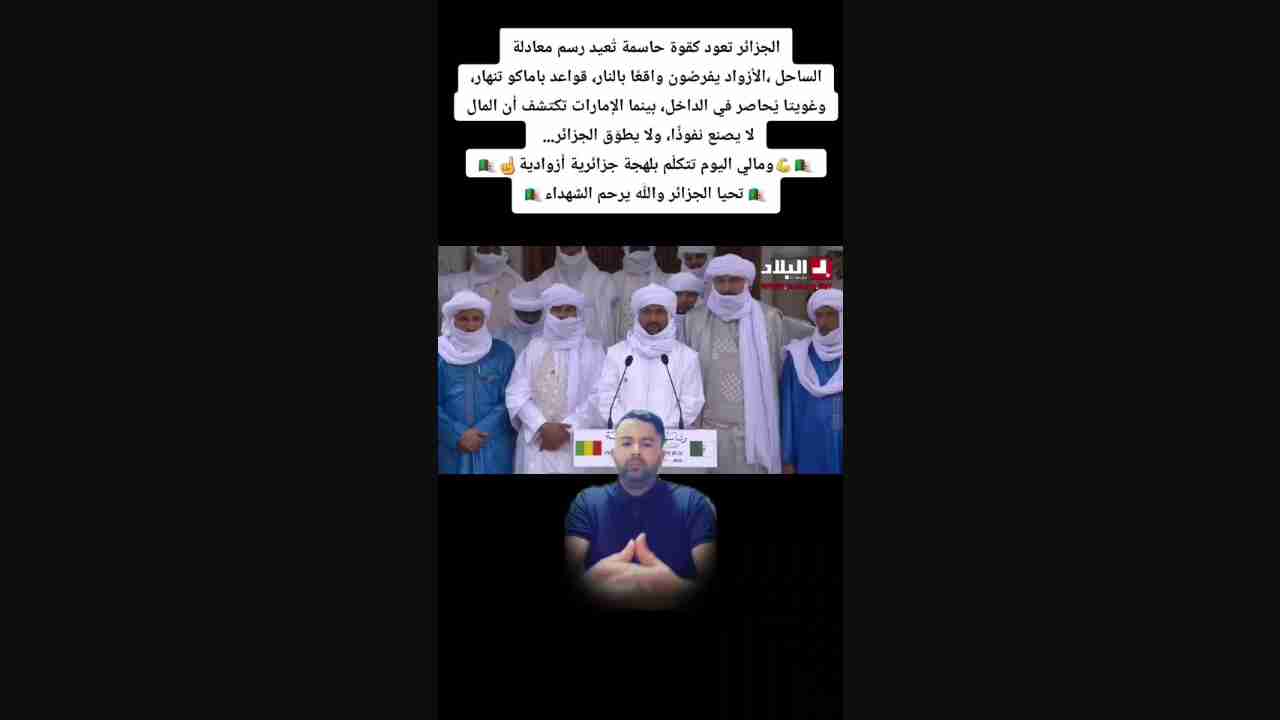 الجزائر تعود كقوة حاسمة تُعيد رسم معادلة
الساحل ،الأزواد يفرضون واقعًا بالنار، قواعد باماكو تنهار،
وغويتا يُحاصر في الداخل، بينما الإمارات تكتشف أن المال
لا يصنع نفوذًا، ولا يطوّق الجزائر...
🇩🇿💪ومالي اليوم تتكلّم بلهجة جزائرية أزوادية☝️🇩🇿
🇩🇿 تحيا الجزائر والله يرحم الشهداء 🇩🇿
البلاد